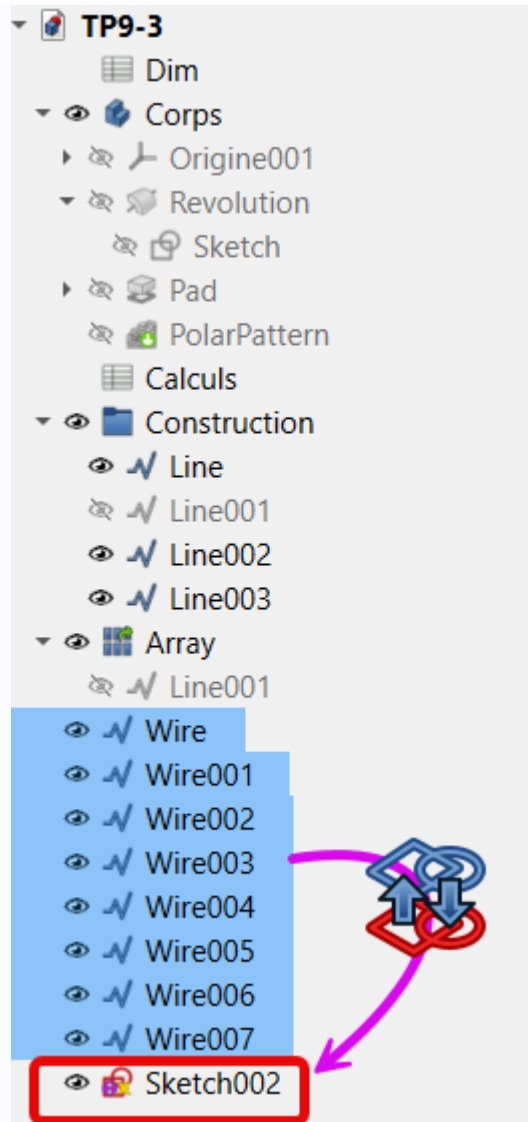 TP9-3
Dim
Corps
Origine001
Revolution
Sketch
Pad
PolarPattern
Calculs
Construction
Line
Line001
Line002
Line003
Array
Line001
Wire
Wire001
Wire002
Wire003
Wire004
Wire005
Wire006
Wire007
Sketch002